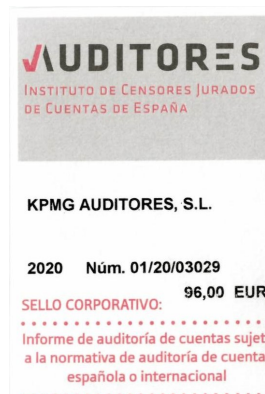 AUDITORES
INSTITUTO DE CENSORES JURADOS
DE CUENTAS DE ESPAÑA
KPMG AUDITORES, S.L.
2020 Núm. 01/20/03029
96,00 EUR
SELLO CORPORATIVO:
Informe de auditoría de cuentas sujet
a la normativa de auditoría de cuenta
española o internacional